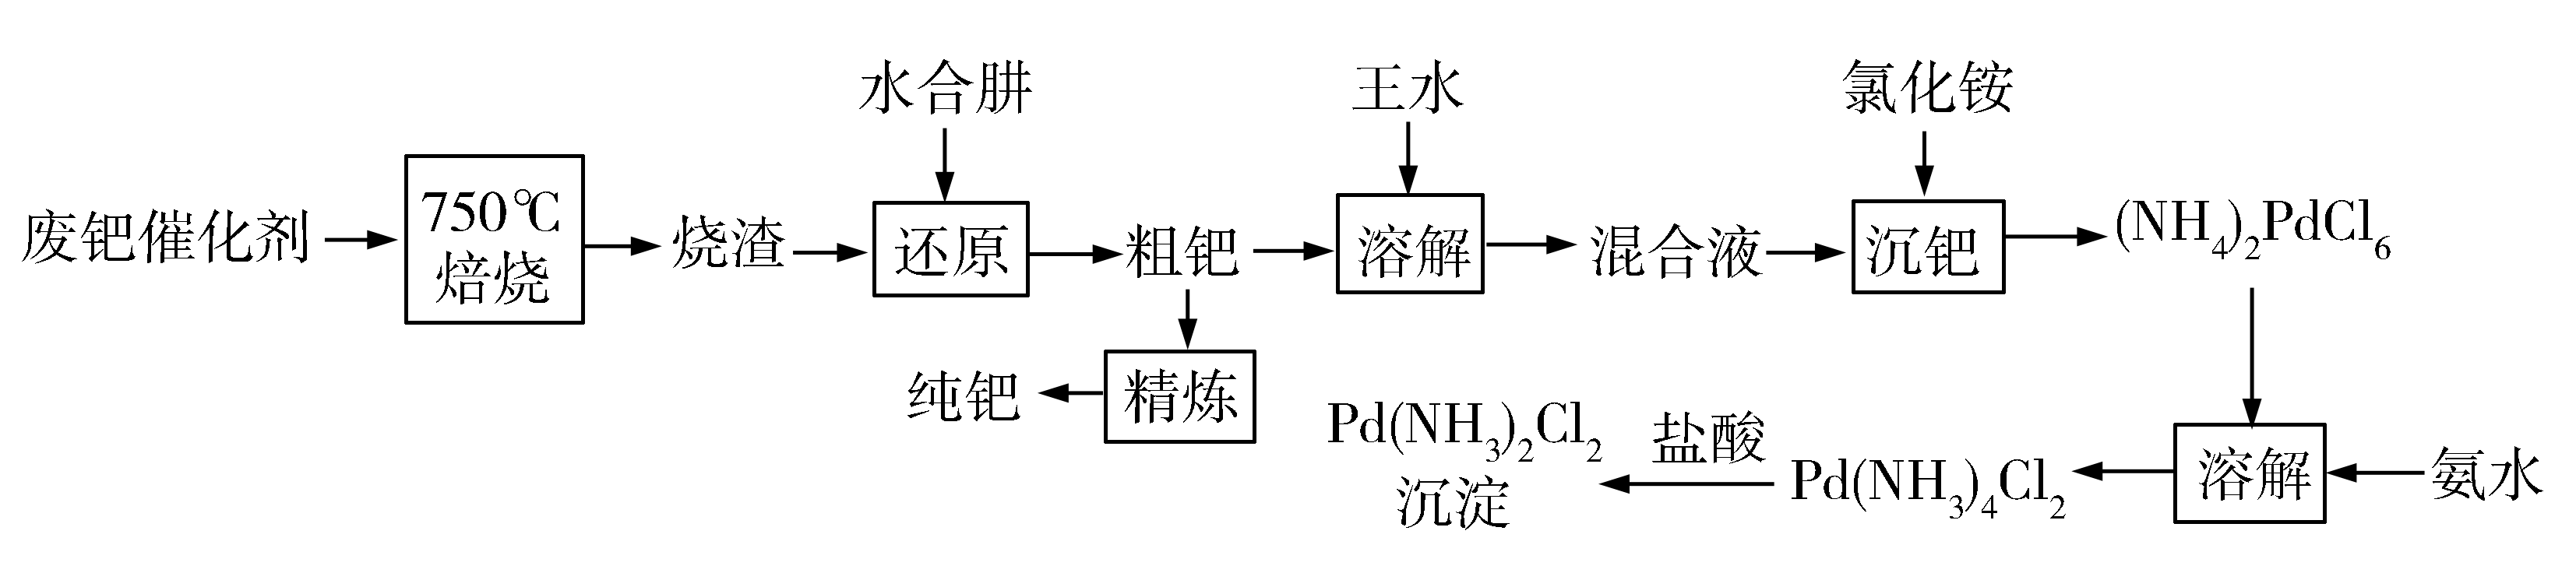 水合肼
王水
氯化铵
废钯催化剂
750℃
焙烧
烧渣
还原
粗钯
溶解
混合液
沉钯
(NH₄)₂PdCl₆
纯钯
精炼
Pd(NH₃)₂Cl₂
沉淀
盐酸
Pd(NH₃)₄Cl₂
溶解
氨水